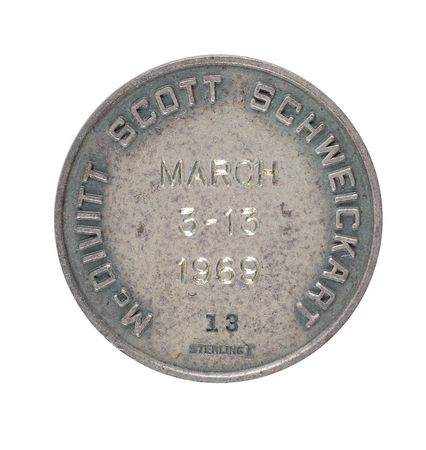 McDIVITT SCOTT SCHWEICKART
MARCH
3-13
1969
13
STERLING